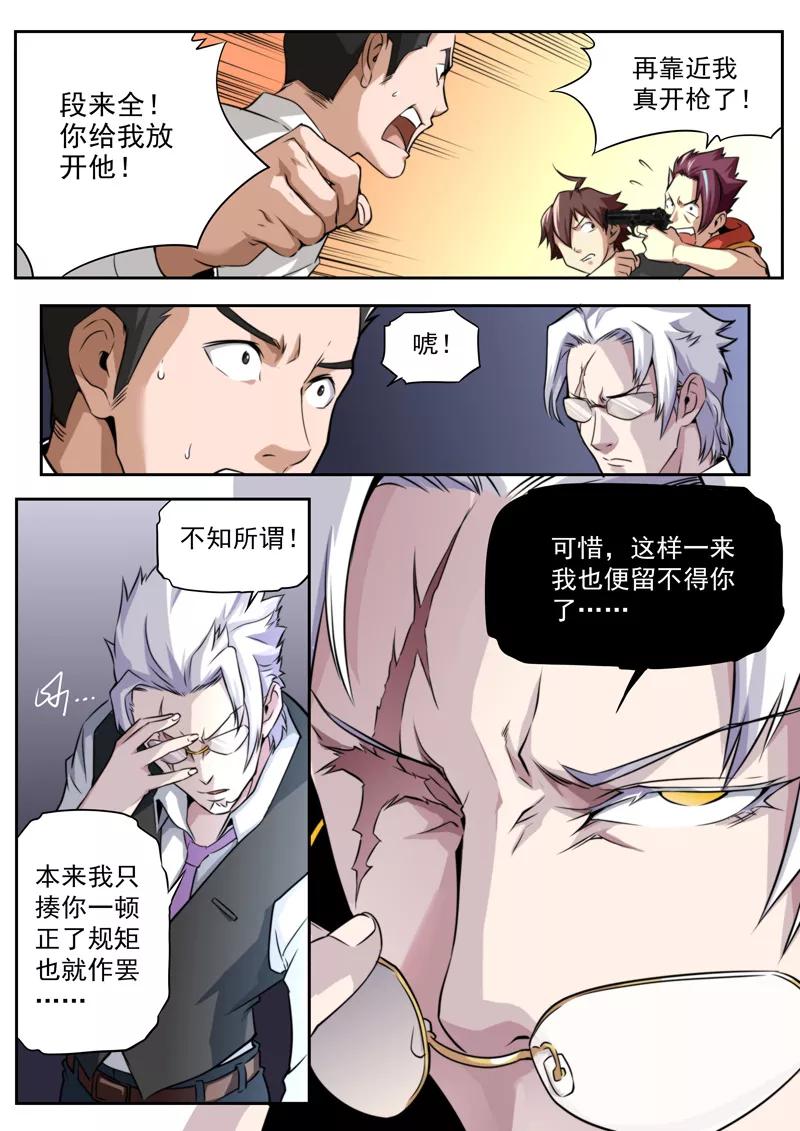 段来全！
你给我放
开他！
再靠近我
真开枪了！
唬！
不知所谓！
本来我只
揍你一顿
正了规矩
也就作罢
……
可惜，这样一来
我也便留不得你
了……